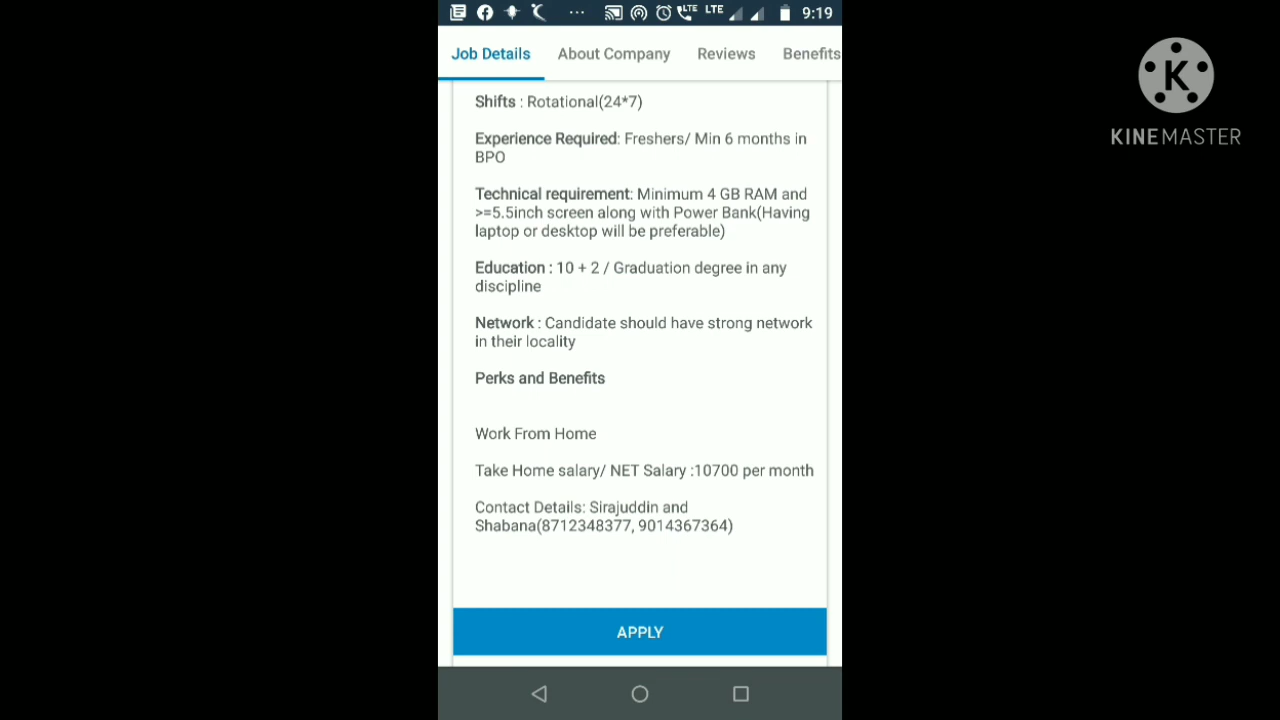 LTE LTE 9:19
Job Details About Company Reviews Benefits
Shifts : Rotational(24*7)
Experience Required: Freshers/ Min 6 months in
BPO
Technical requirement: Minimum 4 GB RAM and
>=5.5inch screen along with Power Bank(Having
laptop or desktop will be preferable)
Education : 10 + 2 / Graduation degree in any
discipline
Network : Candidate should have strong network
in their locality
Perks and Benefits
Work From Home
Take Home salary/ NET Salary :10700 per month
Contact Details: Sirajuddin and
Shabana(8712348377, 9014367364)
APPLY
K
KINEMASTER